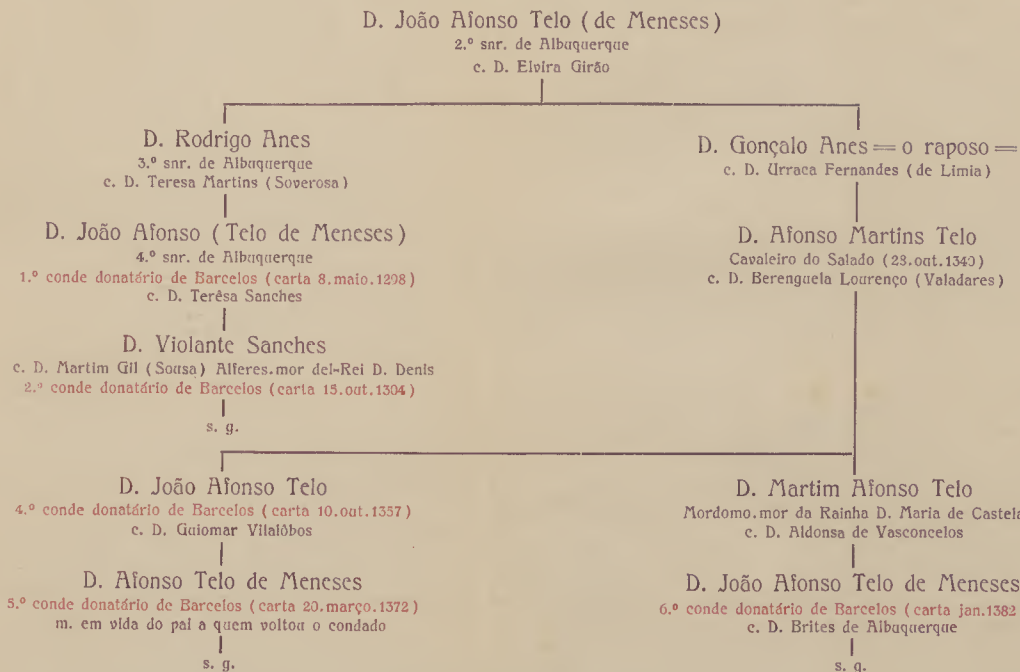 D. João Afonso Telo (de Meneses)
2.º snr. de Albuquerque
c. D. Elvira Girão
D. Rodrigo Anes
3.º snr. de Albuquerque
c. D. Teresa Martins (Soverosa)
D. Gonçalo Anes = o raposo =
c. D. Urraca Fernandes (de Limia)
D. João Afonso (Telo de Meneses)
4.º snr. de Albuquerque
1.º conde donatário de Barcelos (carta 8.maio.1298)
c. D. Terêsa Sanches
D. Afonso Martins Telo
Cavaleiro do Salado (28.out.1340)
c. D. Berenguela Lourenço (Valadares)
D. Violante Sanches
c. D. Martim Gil (Sousa) Alferes.mor del-Rei D. Denis
2.º conde donatário de Barcelos (carta 15.out.1304)
s. g.
D. João Afonso Telo
4.º conde donatário de Barcelos (carta 10.out.1357)
c. D. Guiomar Vilalôbos
D. Martim Afonso Telo
Mordomo.mor da Rainha D. Maria de Castela
c. D. Aldonsa de Vasconcelos
D. Afonso Telo de Meneses
5.º conde donatário de Barcelos (carta 20.março.1372)
m. em vida do pai a quem voltou o condado
s. g.
D. João Afonso Telo de Meneses
6.º conde donatário de Barcelos (carta jan.1382
c. D. Brites de Albuquerque
s. g.